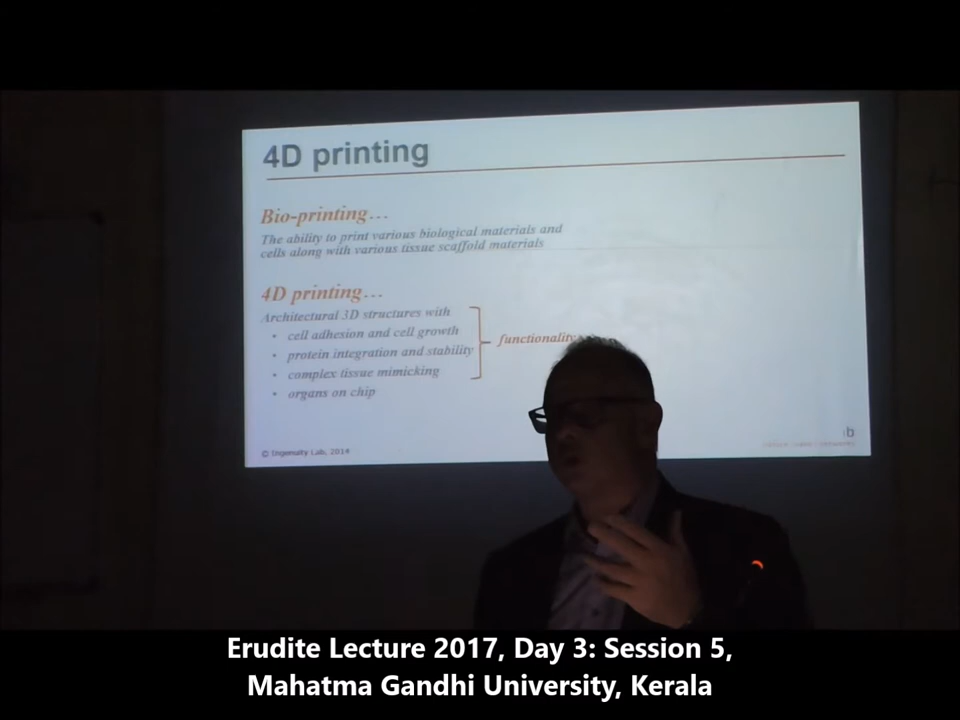 4D printing
Bio-printing...
The ability to print various biological materials and
cells along with various tissue scaffold materials
4D printing...
Architectural 3D structures with
• cell adhesion and cell growth
• protein integration and stability
• complex tissue mimicking
• organs on chip
functionality
© Ingenuity Lab, 2014
Erudite Lecture 2017, Day 3: Session 5,
Mahatma Gandhi University, Kerala